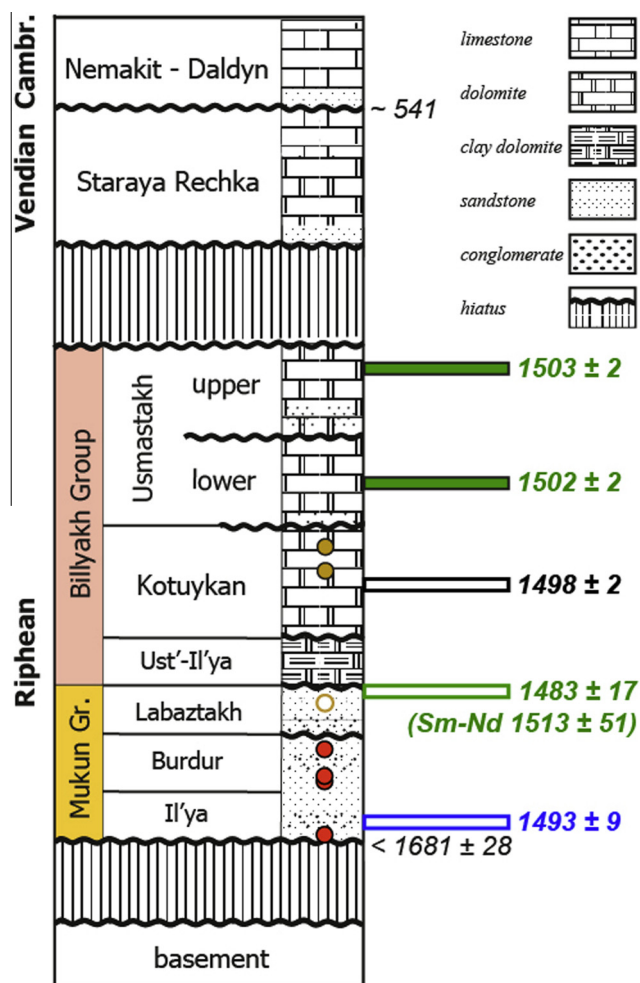 Vendian Cambr.
Riphean
Nemakit - Daldyn
~ 541
Staraya Rechka
Billyakh Group
Usmastakh
upper
1503 ± 2
lower
1502 ± 2
Kotuykan
1498 ± 2
Ust'-Il'ya
Mukun Gr.
Labaztakh
1483 ± 17
(Sm-Nd 1513 ± 51)
Burdur
Il'ya
1493 ± 9
< 1681 ± 28
basement
limestone
dolomite
clay dolomite
sandstone
conglomerate
hiatus